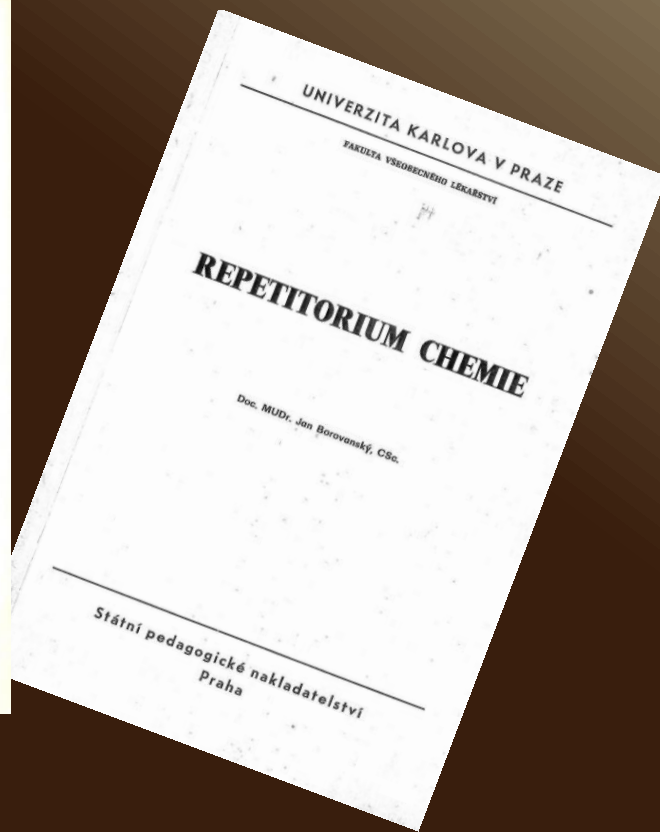 UNIVERZITA KARLOVA V PRAZE
FAKULTA VŠEOBECNÉHO LÉKAŘSTVÍ
REPETITORIUM CHEMIE
Doc. MUDr. Jan Borovanský, CSc.
Státní pedagogické nakladatelství
Praha